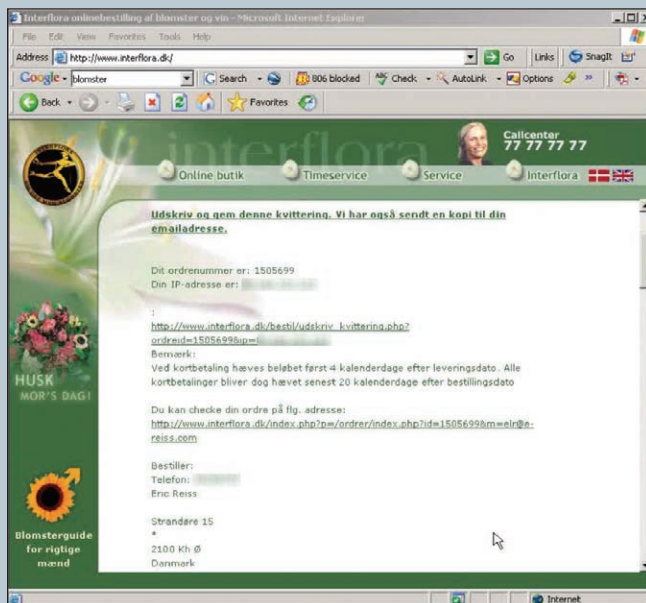 Interflora onlinebestilling af blomster og vin - Microsoft Internet Explorer
File Edit View Favorites Tools Help
Address http://www.interflora.dk/ Go Links SnagIt
Google - blomster Search 806 blocked Check AutoLink Options »
Back Favorites
interflora
Callcenter
77 77 77 77
Online butik Timeservice Service Interflora
Udskriv og gem denne kvittering. Vi har også sendt en kopi til din
emailadresse.
Dit ordrenummer er: 1505699
Din IP-adresse er:
:
http://www.interflora.dk/bestil/udskriv_kvittering.php?
ordreid=1505699&ip=
Bemærk:
Ved kortbetaling hæves beløbet først 4 kalenderdage efter leveringsdato. Alle
kortbetalinger bliver dog hævet senest 20 kalenderdage efter bestillingsdato
Du kan checke din ordre på flg. adresse:
http://www.interflora.dk/index.php?p=/ordrer/index.php?id=1505699&m=elr@e-
reiss.com
Bestiller:
Telefon:
Eric Reiss
Strandøre 15
*
2100 Kh Ø
Danmark
HUSK
MOR'S DAG!
Blomsterguide
for rigtige
mænd
Internet